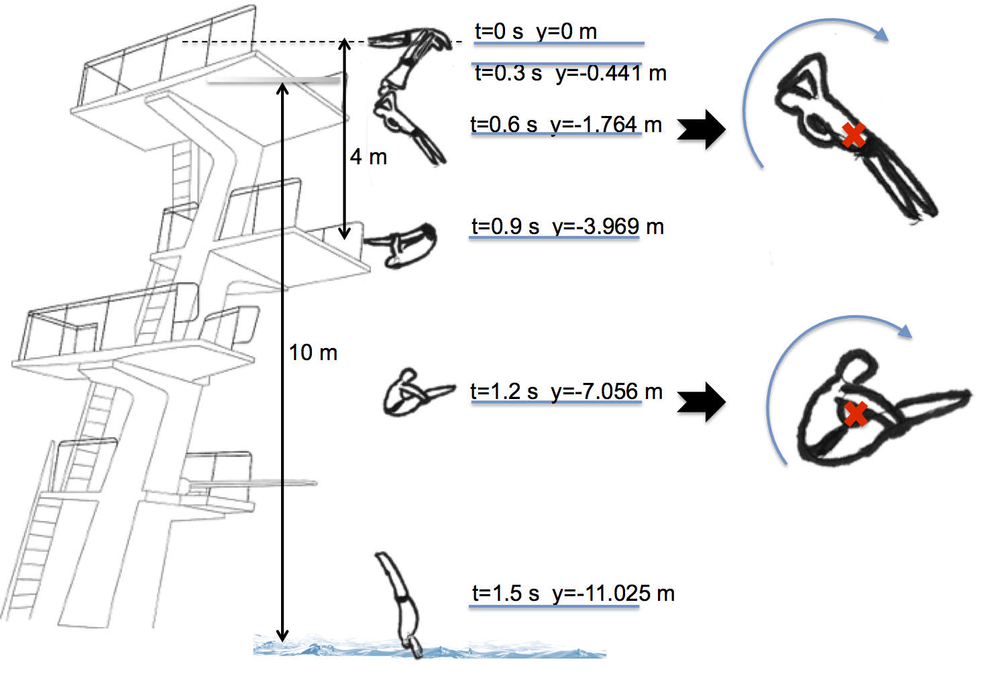 t=0 s  y=0 m
t=0.3 s  y=-0.441 m
t=0.6 s  y=-1.764 m
4 m
t=0.9 s  y=-3.969 m
10 m
t=1.2 s  y=-7.056 m
t=1.5 s  y=-11.025 m